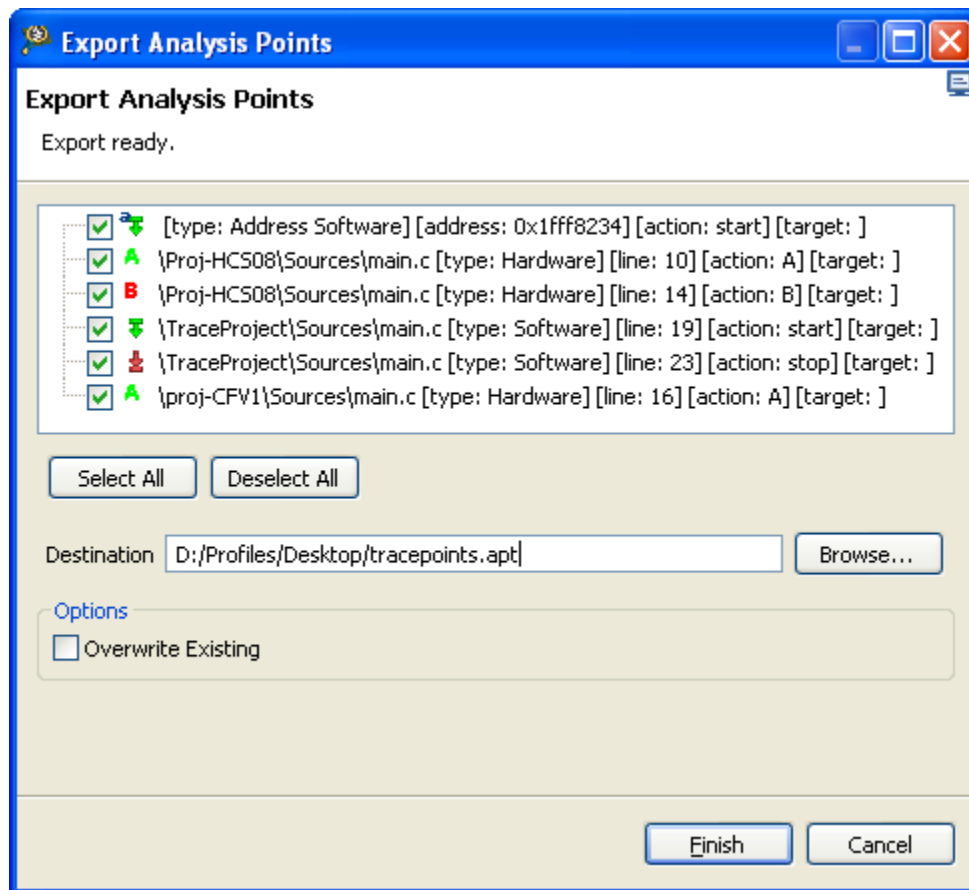 Export Analysis Points
Export Analysis Points
Export ready.
a [type: Address Software] [address: 0x1fff8234] [action: start] [target: ]
A \Proj-HCS08\Sources\main.c [type: Hardware] [line: 10] [action: A] [target: ]
B \Proj-HCS08\Sources\main.c [type: Hardware] [line: 14] [action: B] [target: ]
\TraceProject\Sources\main.c [type: Software] [line: 19] [action: start] [target: ]
\TraceProject\Sources\main.c [type: Software] [line: 23] [action: stop] [target: ]
A \proj-CFV1\Sources\main.c [type: Hardware] [line: 16] [action: A] [target: ]
Select All Deselect All
Destination D:/Profiles/Desktop/tracepoints.apt Browse...
Options
Overwrite Existing
Finish Cancel